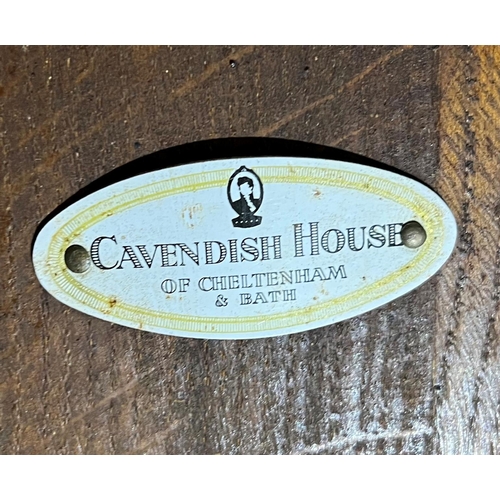 CAVENDISH HOUSE
OF CHELTENHAM
& BATH